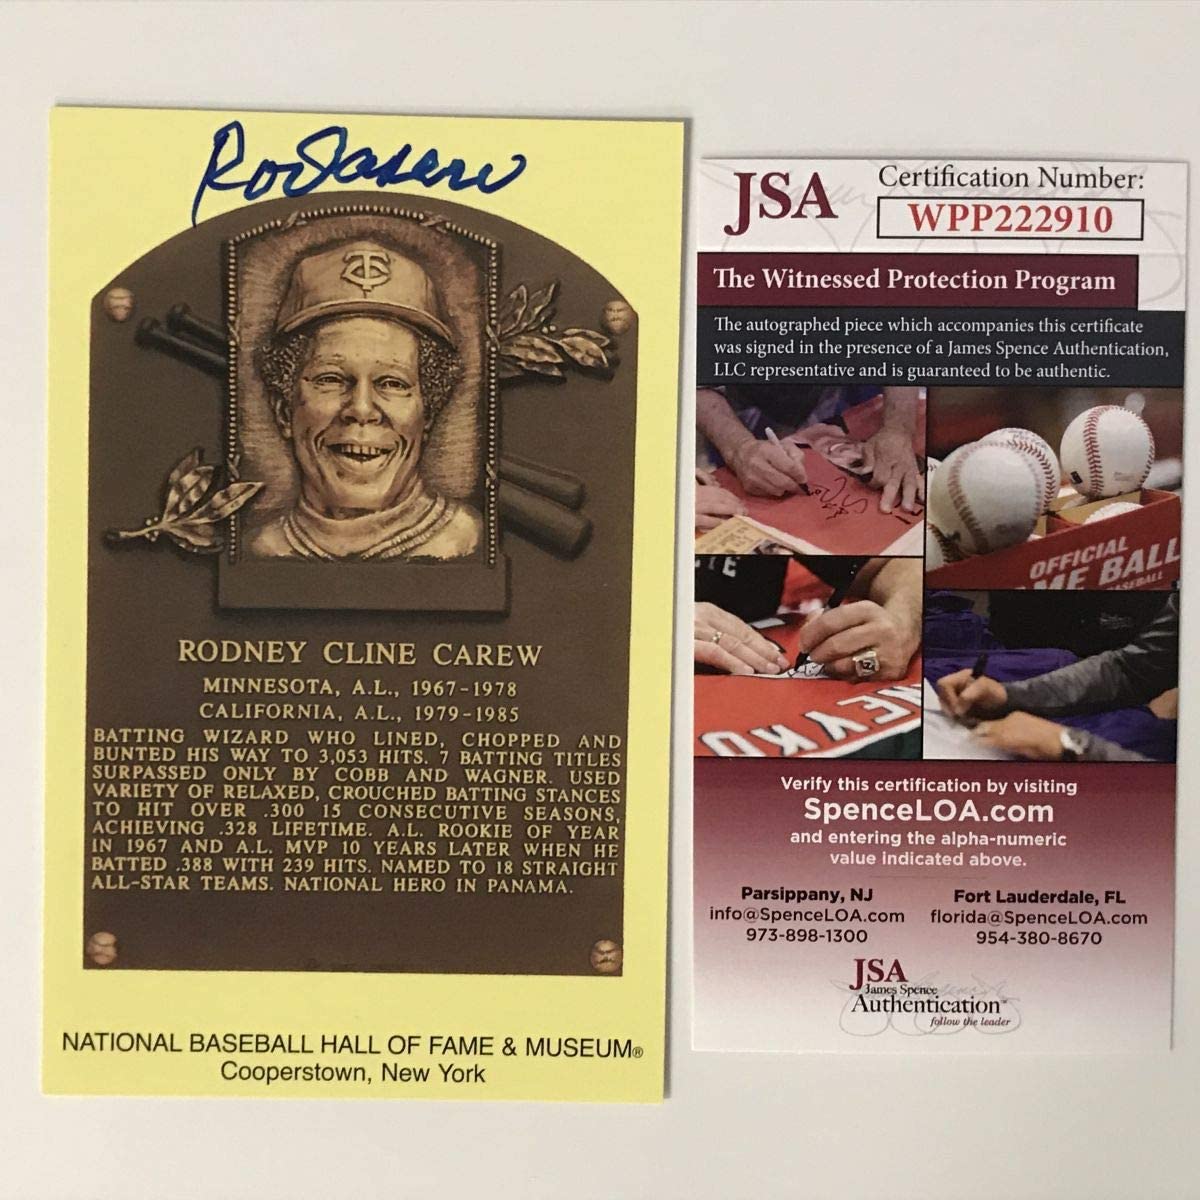 Rod Carew
TC
RODNEY CLINE CAREW
MINNESOTA, A.L., 1967-1978
CALIFORNIA, A.L., 1979-1985
BATTING WIZARD WHO LINED, CHOPPED AND
BUNTED HIS WAY TO 3,053 HITS. 7 BATTING TITLES
SURPASSED ONLY BY COBB AND WAGNER. USED
VARIETY OF RELAXED, CROUCHED BATTING STANCES
TO HIT OVER .300 15 CONSECUTIVE SEASONS,
ACHIEVING .328 LIFETIME. A.L. ROOKIE OF YEAR
IN 1967 AND A.L. MVP 10 YEARS LATER WHEN HE
BATTED .388 WITH 239 HITS. NAMED TO 18 STRAIGHT
ALL-STAR TEAMS. NATIONAL HERO IN PANAMA.
NATIONAL BASEBALL HALL OF FAME & MUSEUM®
Cooperstown, New York
JSA
Certification Number:
WPP222910
The Witnessed Protection Program
The autographed piece which accompanies this certificate
was signed in the presence of a James Spence Authentication,
LLC representative and is guaranteed to be authentic.
OFFICIAL
ME BALL
BASEBALL
Verify this certification by visiting
SpenceLOA.com
and entering the alpha-numeric
value indicated above.
Parsippany, NJ
info@SpenceLOA.com
973-898-1300
Fort Lauderdale, FL
florida@SpenceLOA.com
954-380-8670
JSA
James Spence
Authentication™
follow the leader